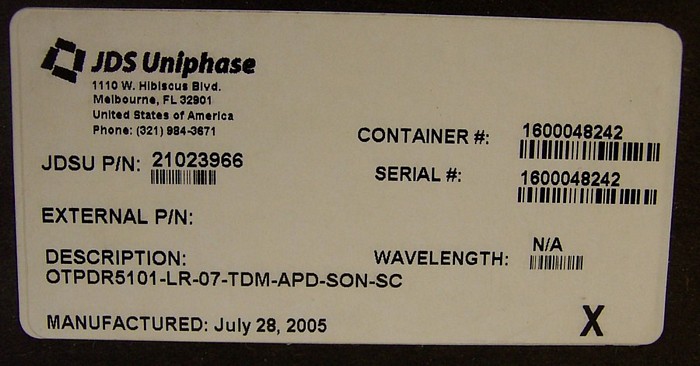 JDS Uniphase
1110 W. Hibiscus Blvd.
Melbourne, FL 32901
United States of America
Phone: (321) 984-3671
CONTAINER #: 1600048242
JDSU P/N: 21023966
SERIAL #: 1600048242
EXTERNAL P/N:
DESCRIPTION:
WAVELENGTH: N/A
OTPDR5101-LR-07-TDM-APD-SON-SC
MANUFACTURED: July 28, 2005
X